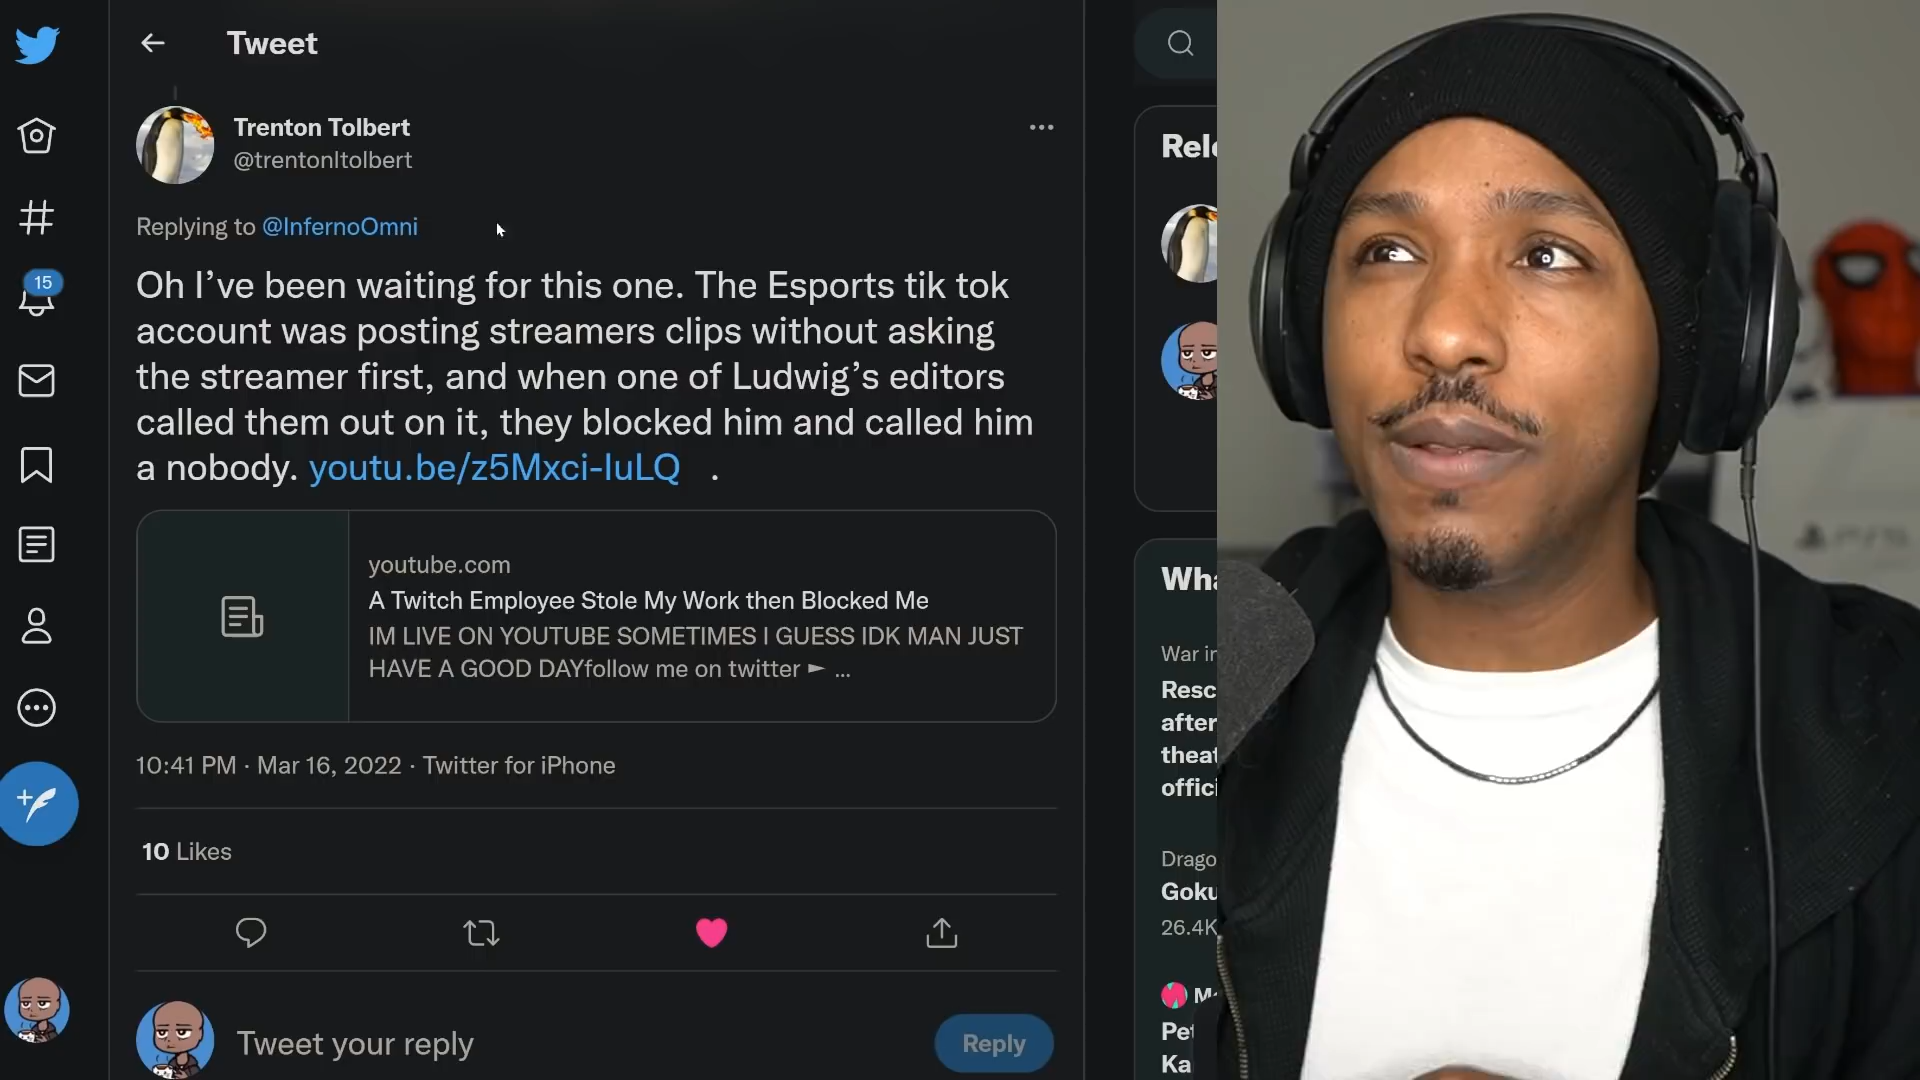 Tweet
Trenton Tolbert
@trentonltolbert
Replying to @InfernoOmni
Oh I’ve been waiting for this one. The Esports tik tok
account was posting streamers clips without asking
the streamer first, and when one of Ludwig’s editors
called them out on it, they blocked him and called him
a nobody. youtu.be/z5Mxci-IuLQ .
youtube.com
A Twitch Employee Stole My Work then Blocked Me
IM LIVE ON YOUTUBE SOMETIMES I GUESS IDK MAN JUST
HAVE A GOOD DAYfollow me on twitter ► ...
10:41 PM · Mar 16, 2022 · Twitter for iPhone
10 Likes
Tweet your reply
Reply
15
Rele
Wha
War in
Resc
after
theat
offici
Drago
Goku
26.4K
Pet
Ka